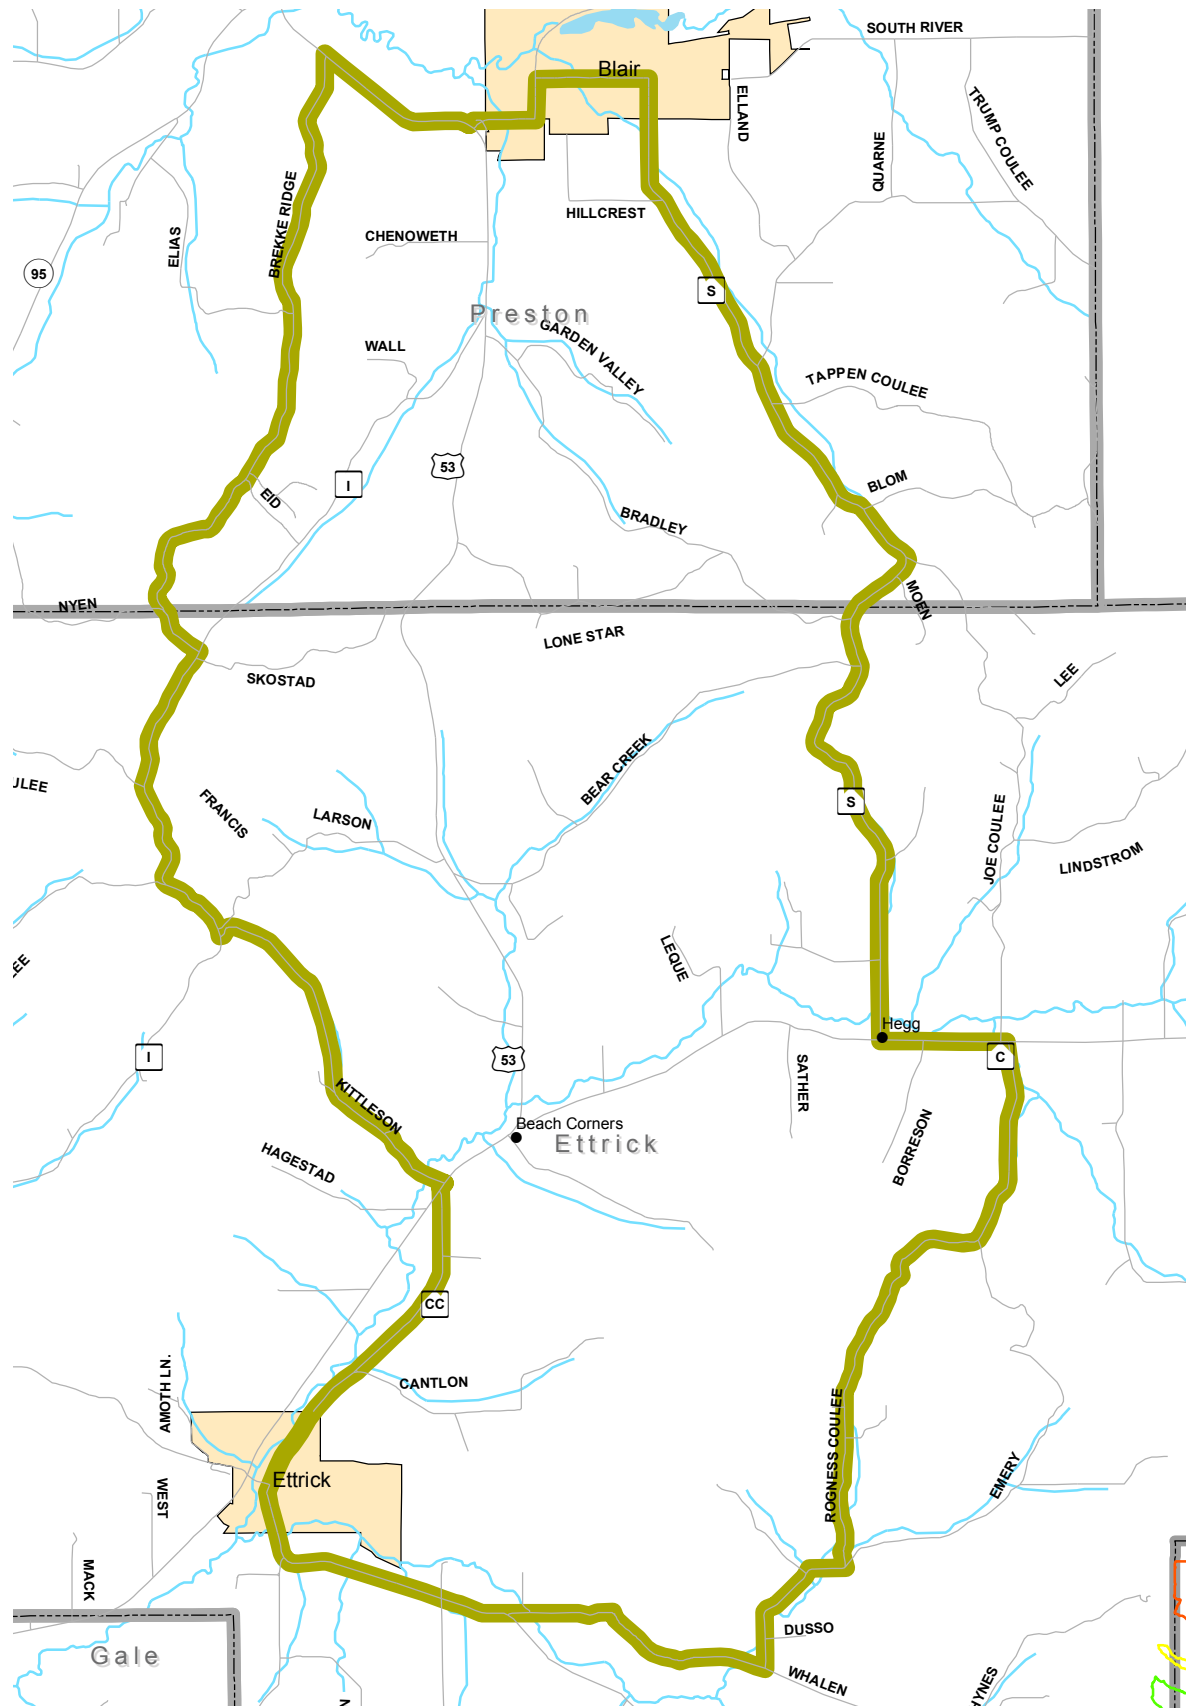 SOUTH RIVER
Blair
ELLAND
TRUMP COULEE
QUARNE
BREKKE RIDGE
HILLCREST
ELIAS
CHENOWETH
95
S
Preston
GARDEN VALLEY
WALL
TAPPEN COULEE
53
I
EID
BLOM
BRADLEY
NYEN
MOEN
LONE STAR
SKOSTAD
LEE
BEAR CREEK
ULEE
S
FRANCIS
LARSON
JOE COULEE
LINDSTROM
LEQUE
EE
Hegg
I
53
C
SATHER
KITTLESON
Beach Corners
Ettrick
BORRESON
HAGESTAD
CC
AMOTH LN.
CANTLON
ROGNESS COULEE
EMERY
Ettrick
WEST
MACK
DUSSO
Gale
WHALEN
HYNES
N